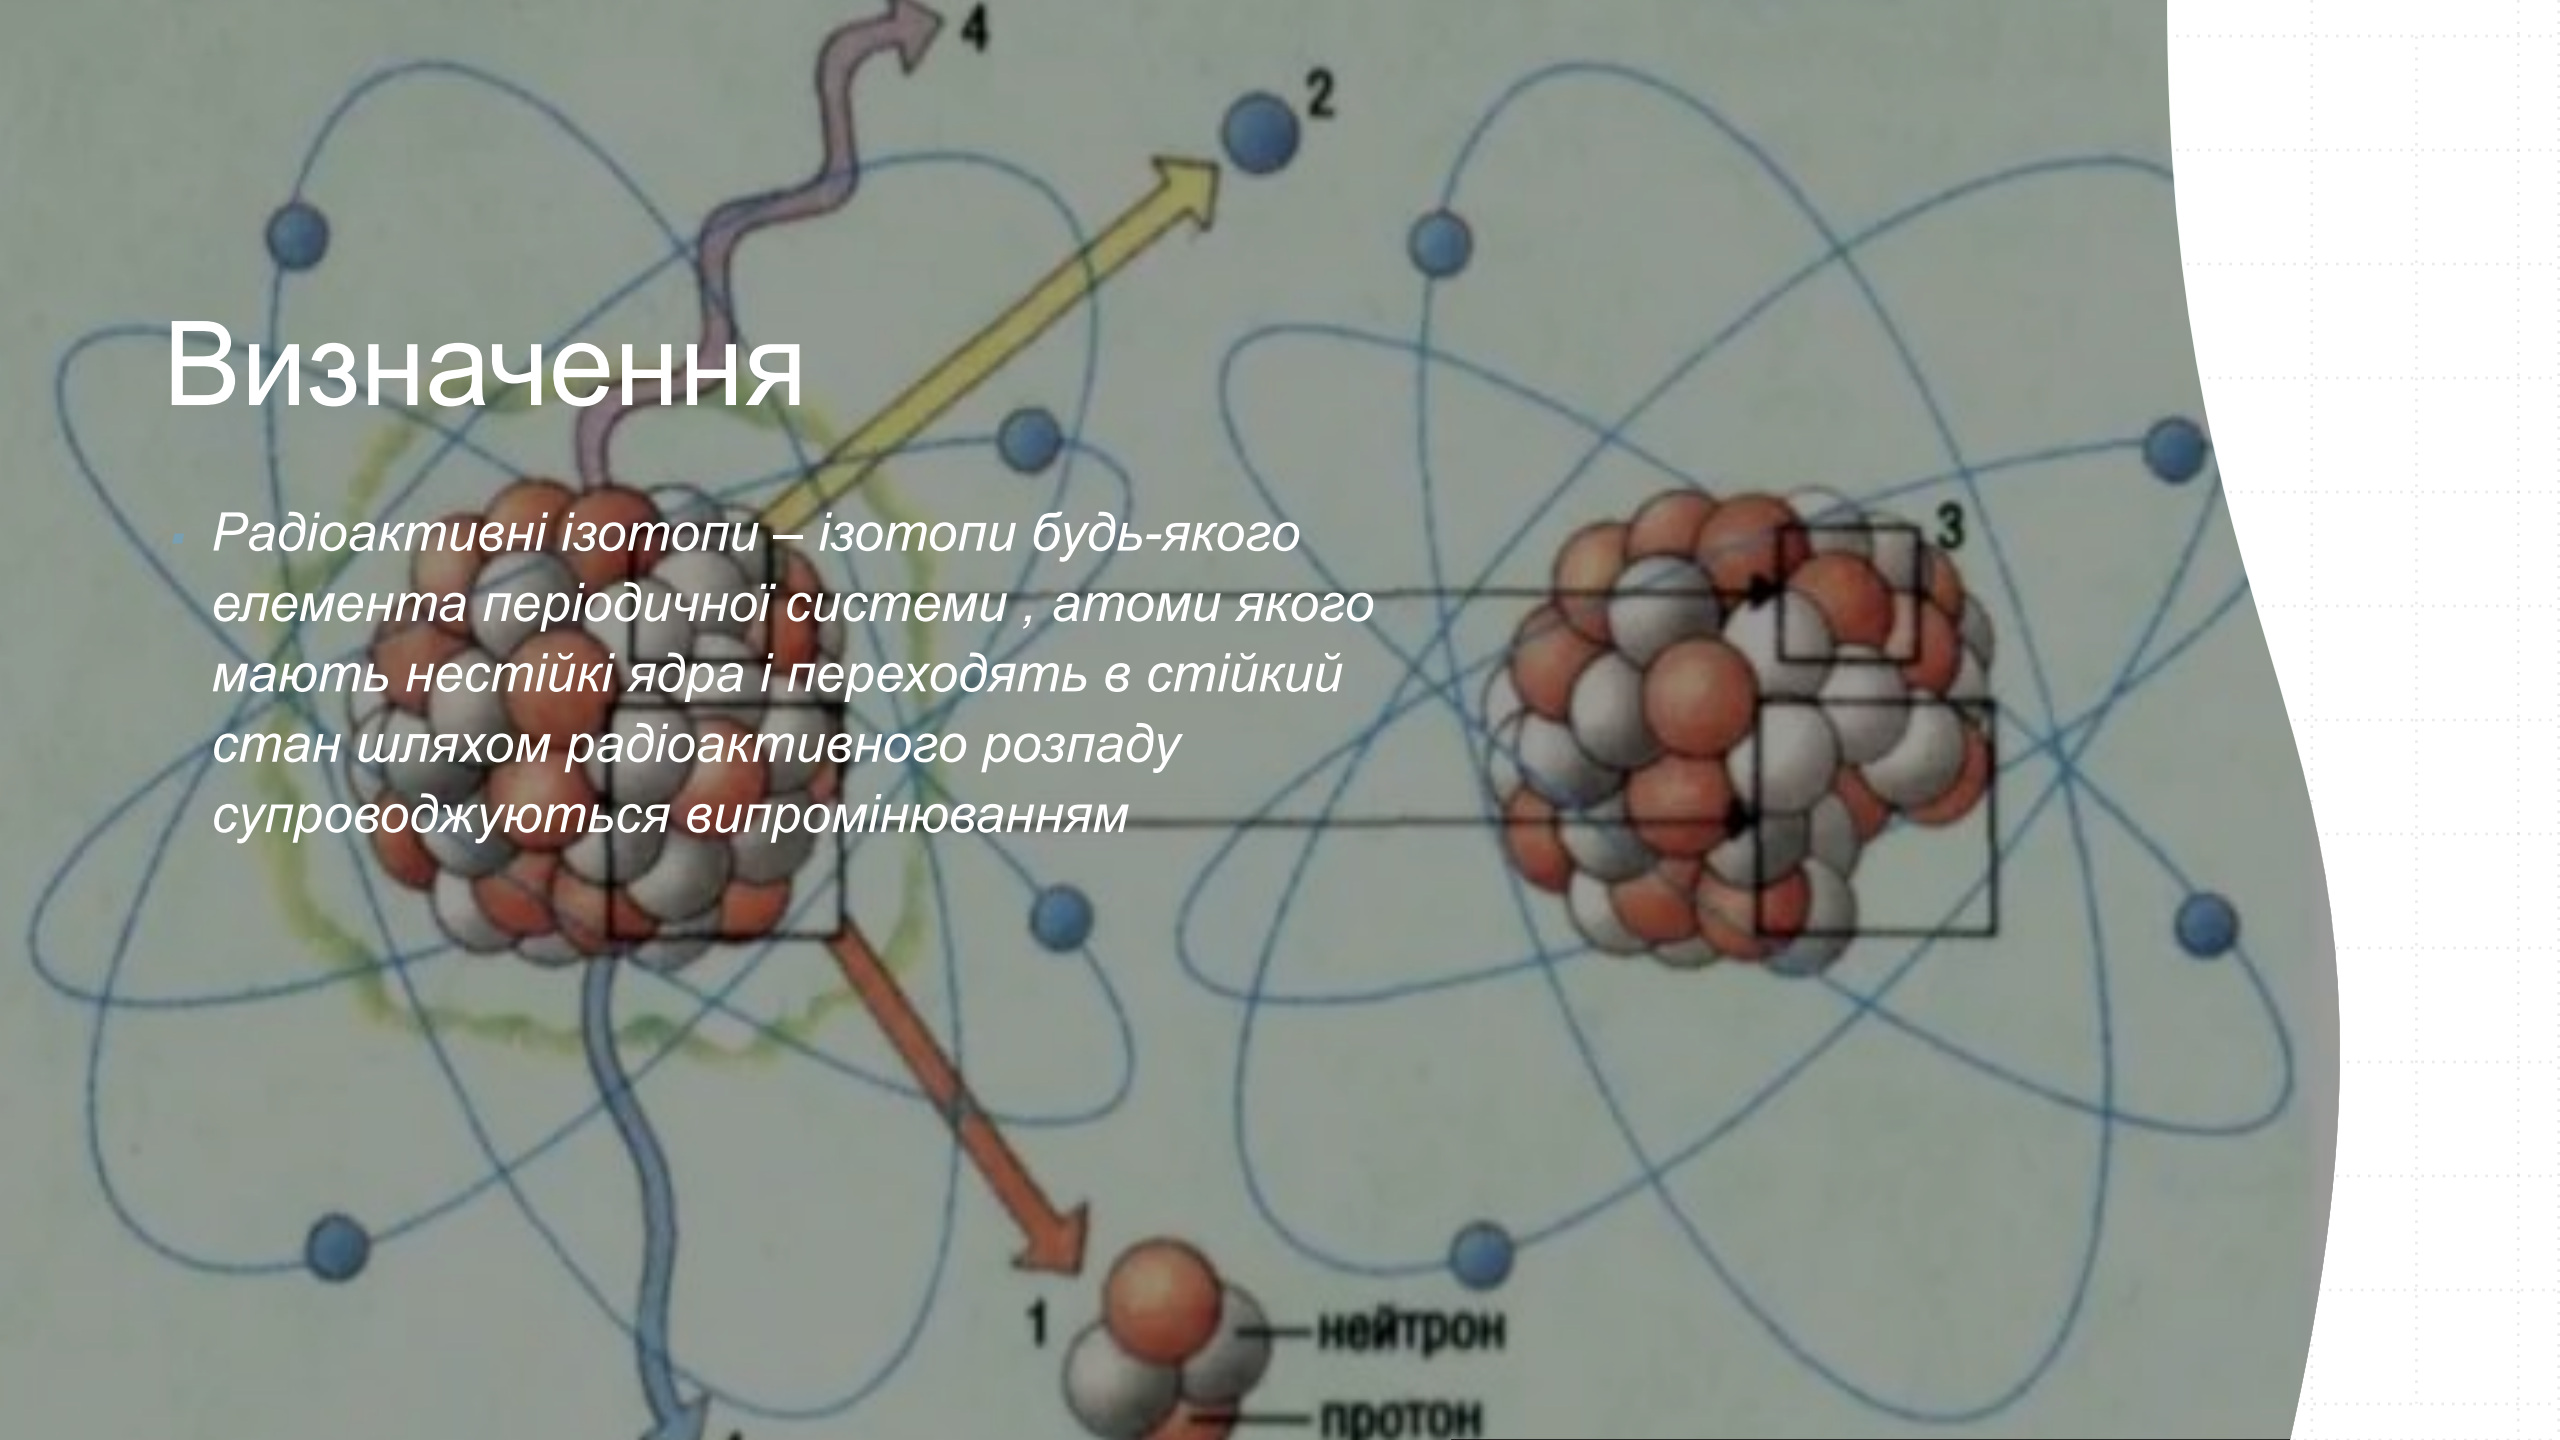 4
2
Визначення
Радіоактивні ізотопи – ізотопи будь-якого
елемента періодичної системи , атоми якого
мають нестійкі ядра і переходять в стійкий
стан шляхом радіоактивного розпаду
супроводжуються випромінюванням
3
1
нейтрон
протон